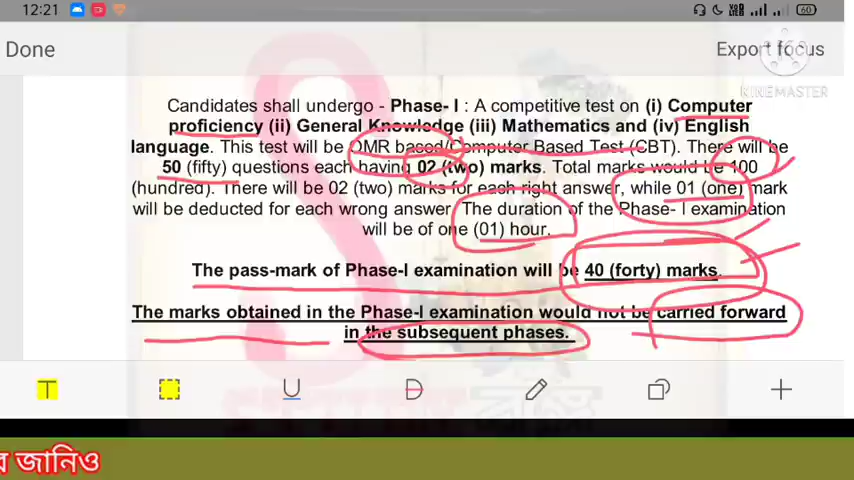 12:21
VoD
LTE
60
Done
Export focus
KINEMASTER
Candidates shall undergo - Phase- I : A competitive test on (i) Computer
proficiency (ii) General Knowledge (iii) Mathematics and (iv) English
language. This test will be OMR based/Computer Based Test (CBT). There will be
50 (fifty) questions each having 02 (two) marks. Total marks would be 100
(hundred). There will be 02 (two) marks for each right answer, while 01 (one) mark
will be deducted for each wrong answer. The duration of the Phase- I examination
will be of one (01) hour.
The pass-mark of Phase-I examination will be 40 (forty) marks.
The marks obtained in the Phase-I examination would not be carried forward
in the subsequent phases.
T
U
D
জানিও